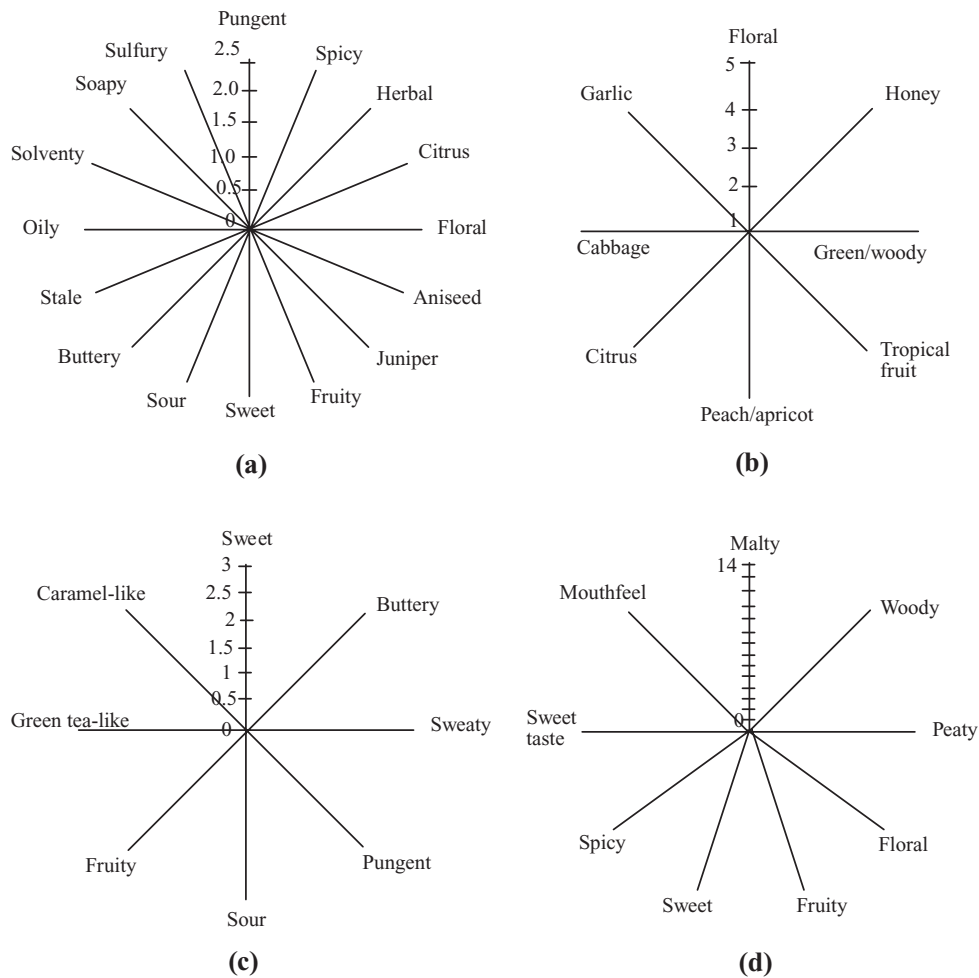 Pungent
2.5
Sulfury
Spicy
Soapy
2.0
Herbal
1.5
Solventy
1.0
Citrus
0.5
Oily
0
Floral
Stale
Aniseed
Buttery
Juniper
Sour
Sweet
Fruity
(a)
Floral
5
Garlic
Honey
4
3
2
1
Cabbage
Green/woody
Citrus
Tropical
fruit
Peach/apricot
(b)
Sweet
3
Caramel-like
2.5
Buttery
2
1.5
1
0.5
Green tea-like
0
Sweaty
Fruity
Pungent
Sour
(c)
Malty
14
Mouthfeel
Woody
0
Sweet
taste
Peaty
Spicy
Floral
Sweet
Fruity
(d)